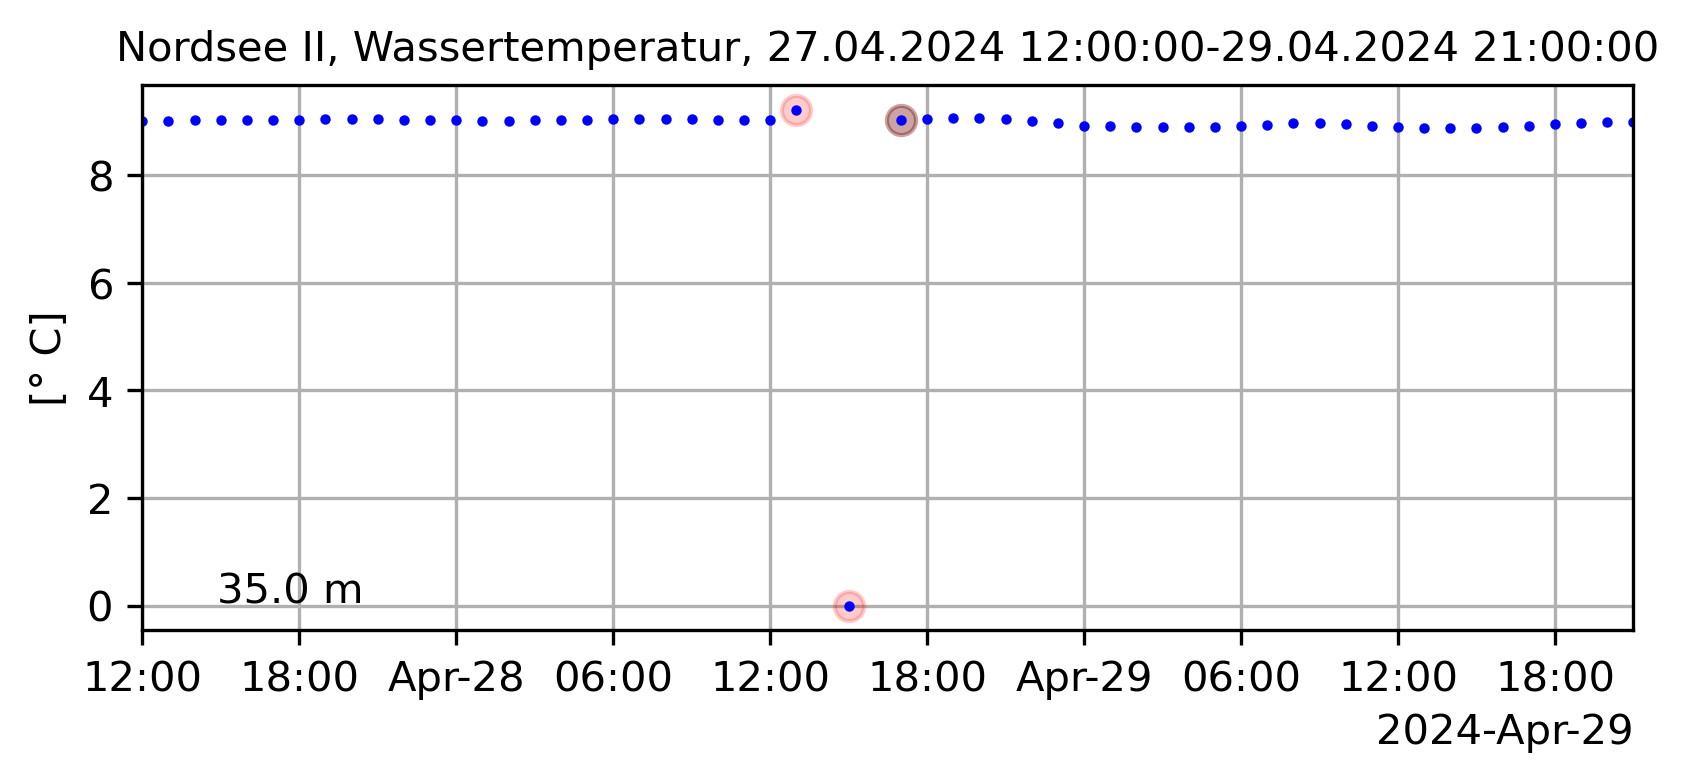 Nordsee II, Wassertemperatur, 27.04.2024 12:00:00-29.04.2024 21:00:00
[° C]
8
6
4
2
0
35.0 m
12:00 18:00 Apr-28 06:00 12:00 18:00 Apr-29 06:00 12:00 18:00
2024-Apr-29